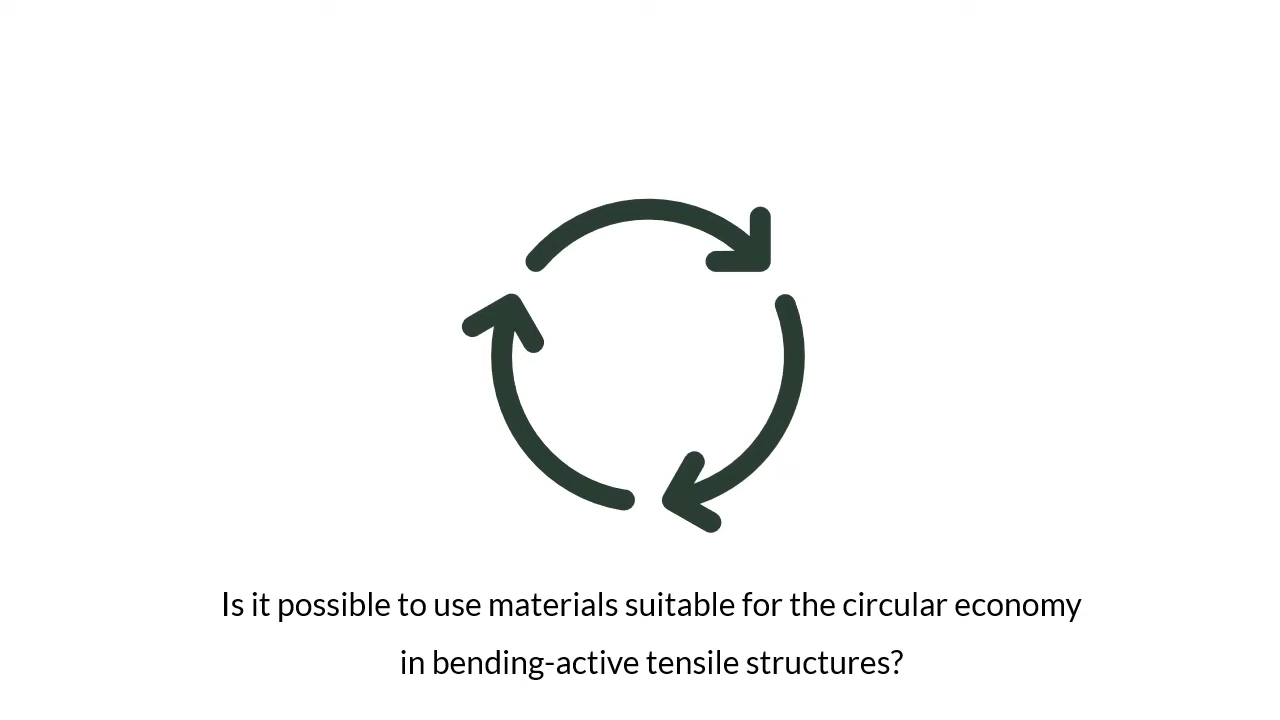 Is it possible to use materials suitable for the circular economy
in bending-active tensile structures?